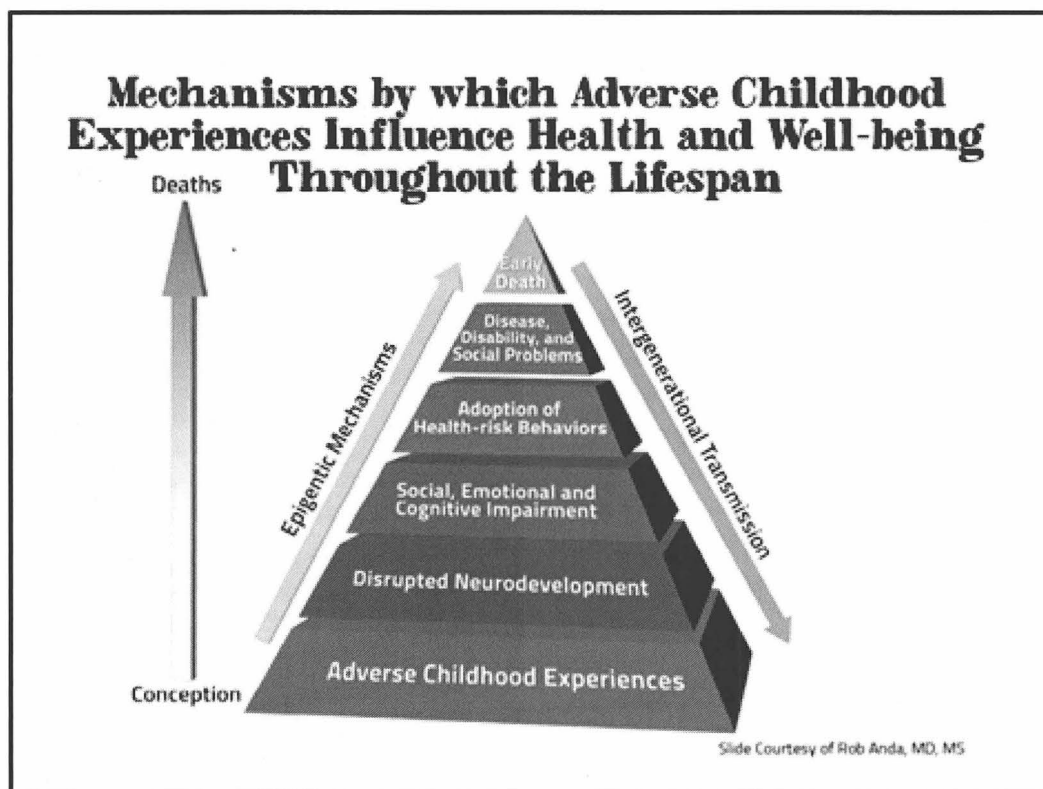 Mechanisms by which Adverse Childhood
Experiences Influence Health and Well-being
Throughout the Lifespan
Deaths
Early
Death
Disease,
Disability, and
Social Problems
Adoption of
Health-risk Behaviors
Social, Emotional and
Cognitive Impairment
Disrupted Neurodevelopment
Adverse Childhood Experiences
Epigentic Mechanisms
Intergenerational Transmission
Conception
Slide Courtesy of Rob Anda, MD, MS